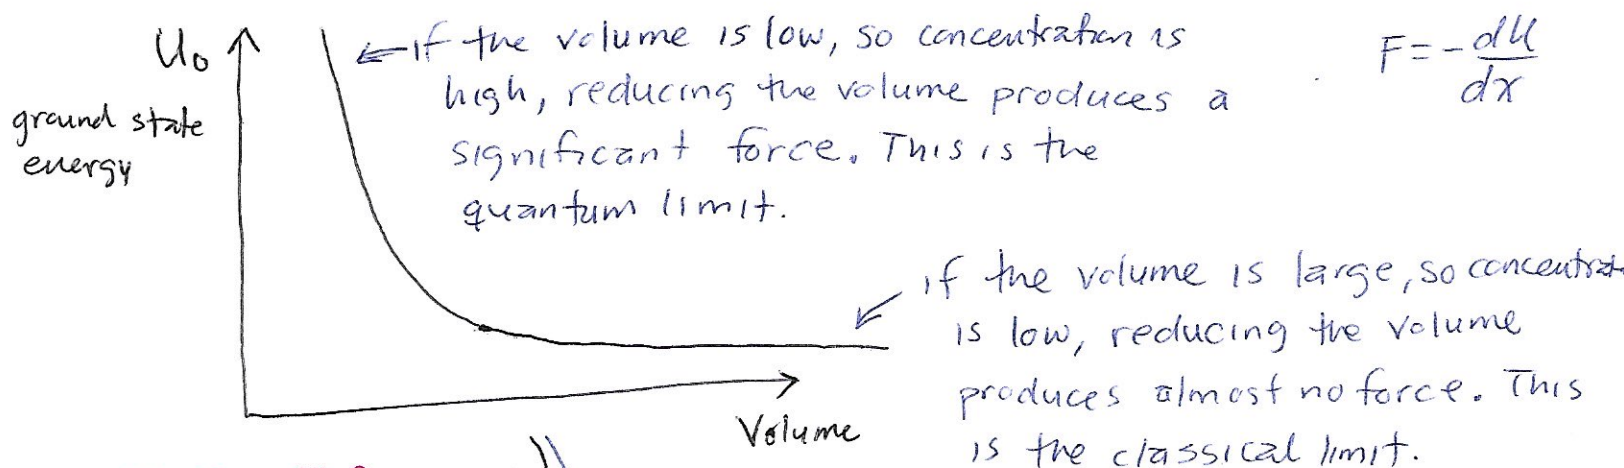 U₀
ground state
energy
if the volume is low, so concentration is
high, reducing the volume produces a
significant force. This is the
quantum limit.
F = - dU/dx
if the volume is large, so concentrat
is low, reducing the volume
produces almost no force. This
is the classical limit.
Volume